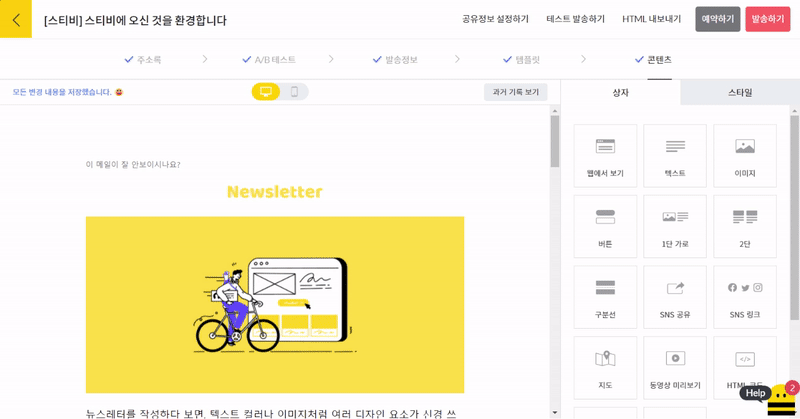 [스티비] 스티비에 오신 것을 환경합니다
공유정보 설정하기
테스트 발송하기
HTML 내보내기
예약하기
발송하기
주소록
A/B 테스트
발송정보
템플릿
콘텐츠
모든 변경 내용을 저장했습니다.
과거 기록 보기
상자
스타일
이 메일이 잘 안보이시나요?
Newsletter
웹에서 보기
텍스트
이미지
버튼
1단 가로
2단
구분선
SNS 공유
SNS 링크
지도
동영상 미리보기
HTML 코드
Help
2
뉴스레터를 작성하다 보면, 텍스트 컬러나 이미지처럼 여러 디자인 요소가 신경 쓰